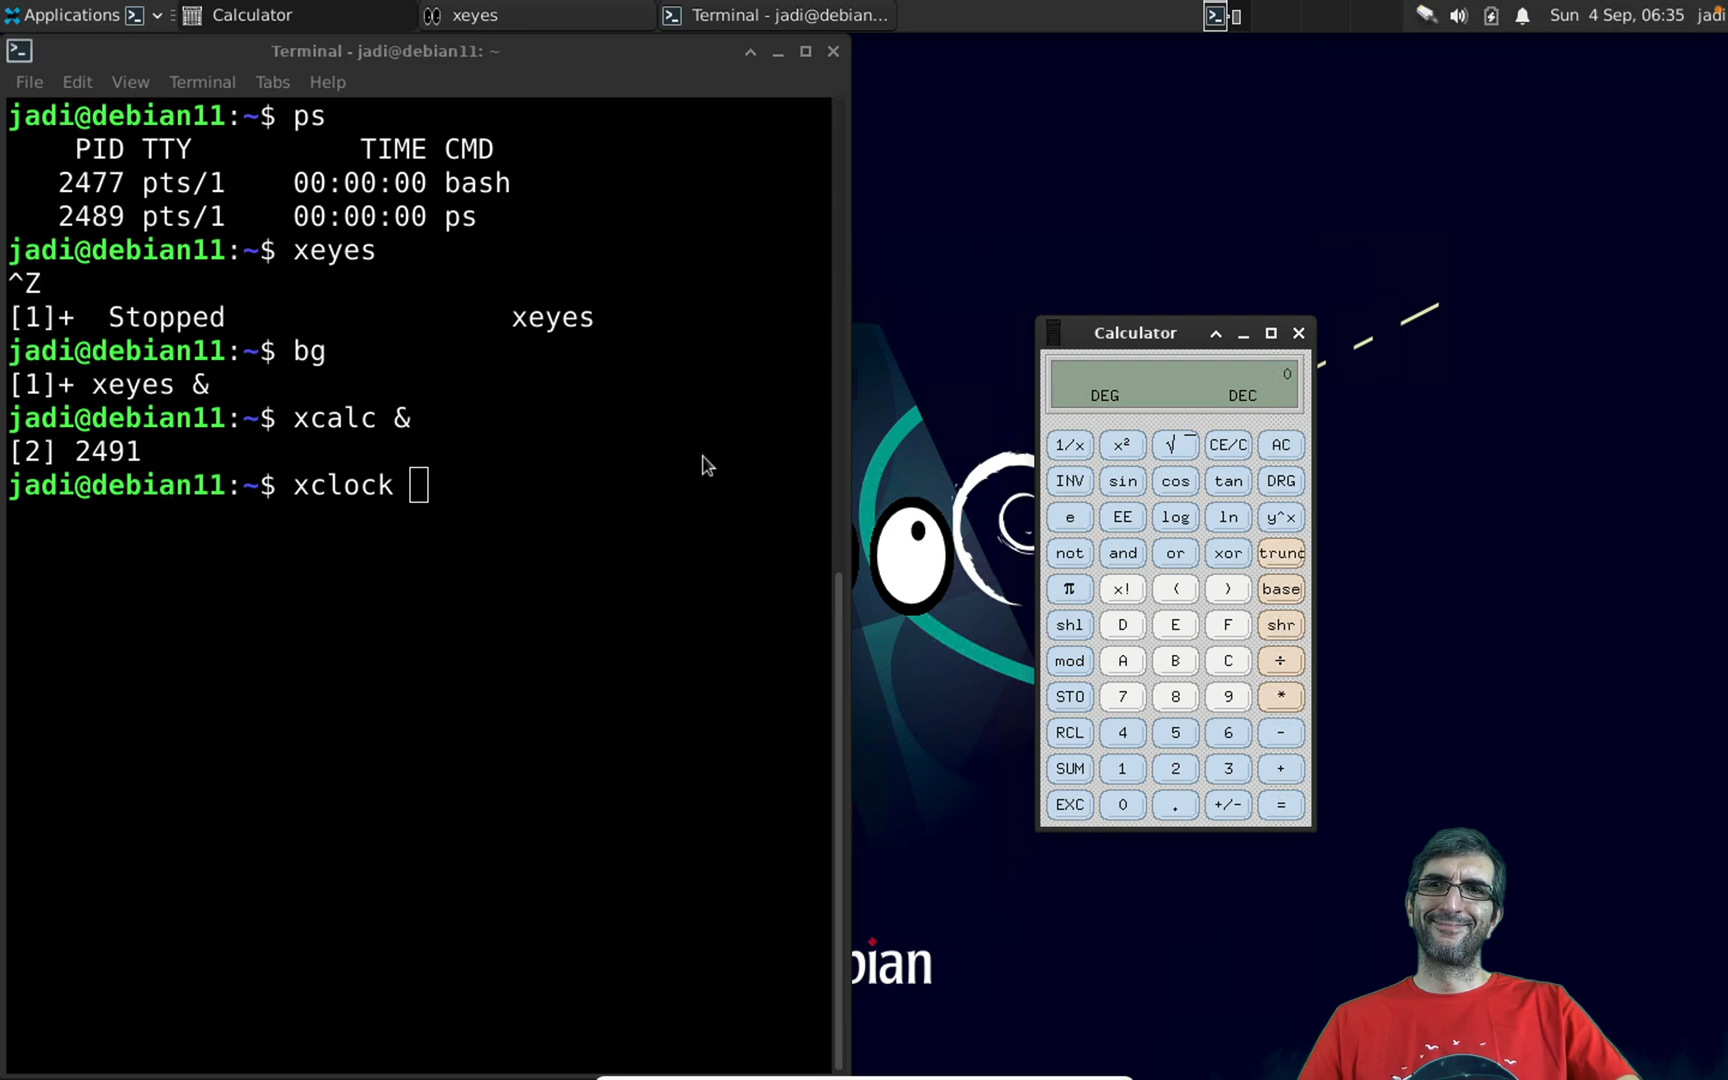 Applications
Calculator
xeyes
Terminal - jadi@debian...
Sun 4 Sep, 06:35
jadi
Terminal - jadi@debian11: ~
File Edit View Terminal Tabs Help
jadi@debian11:~$ ps
PID TTY TIME CMD
2477 pts/1 00:00:00 bash
2489 pts/1 00:00:00 ps
jadi@debian11:~$ xeyes
^Z
[1]+ Stopped xeyes
jadi@debian11:~$ bg
[1]+ xeyes &
jadi@debian11:~$ xcalc &
[2] 2491
jadi@debian11:~$ xclock
Calculator
0
DEG DEC
1/x x² √ CE/C AC
INV sin cos tan DRG
e EE log ln y^x
not and or xor trunc
π x! ( ) base
shl D E F shr
mod A B C ÷
STO 7 8 9 *
RCL 4 5 6 -
SUM 1 2 3 +
EXC 0 . +/- =
bian